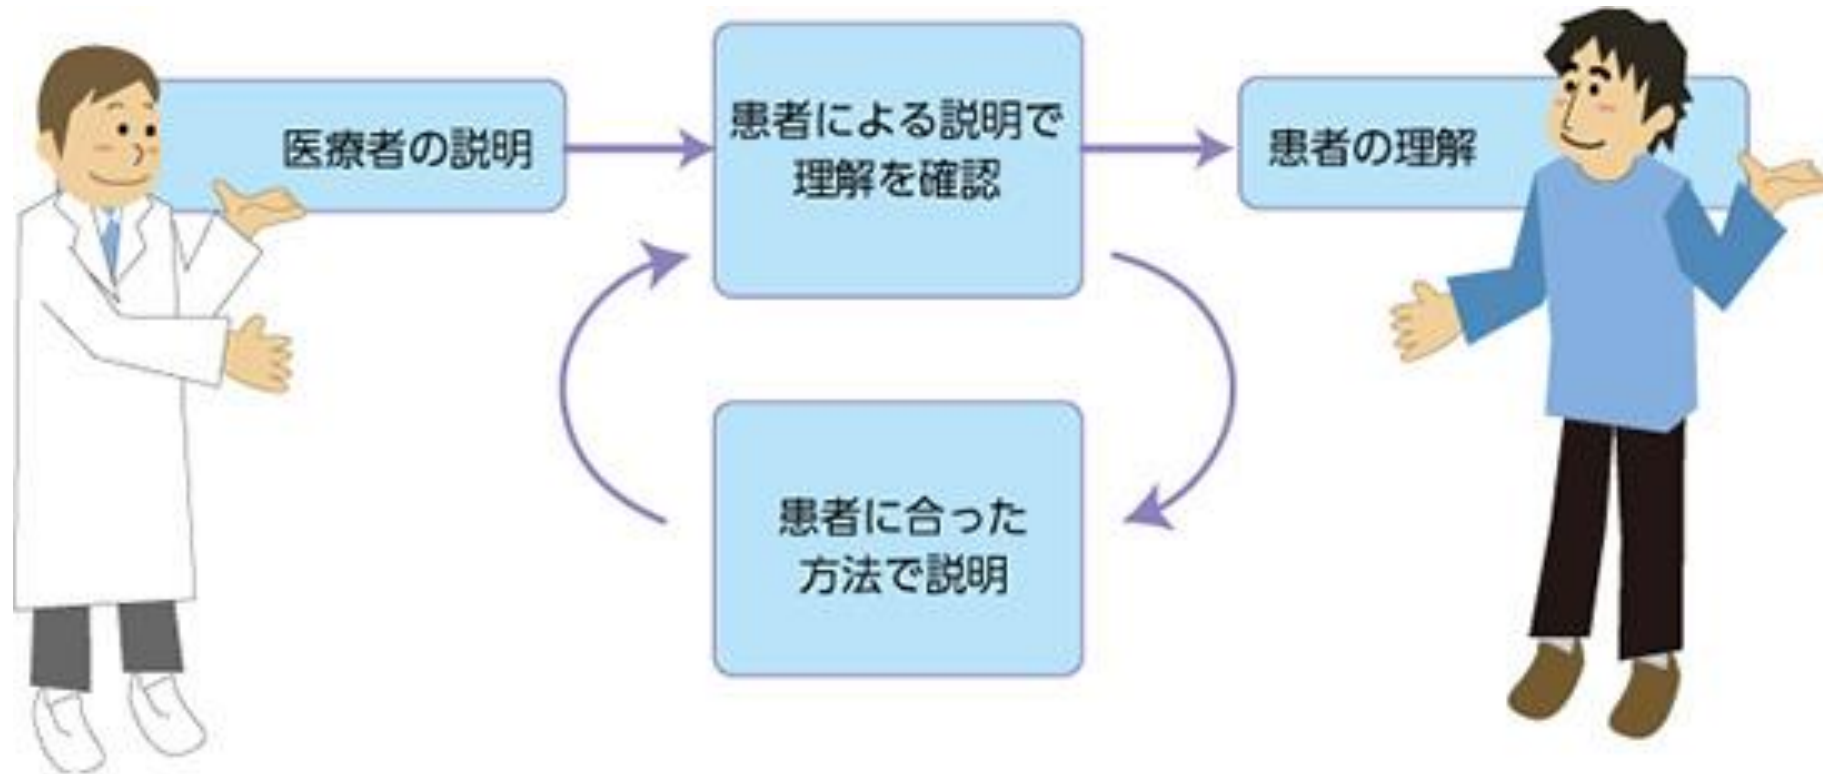 医療者の説明
患者による説明で
理解を確認
患者の理解
患者に合った
方法で説明